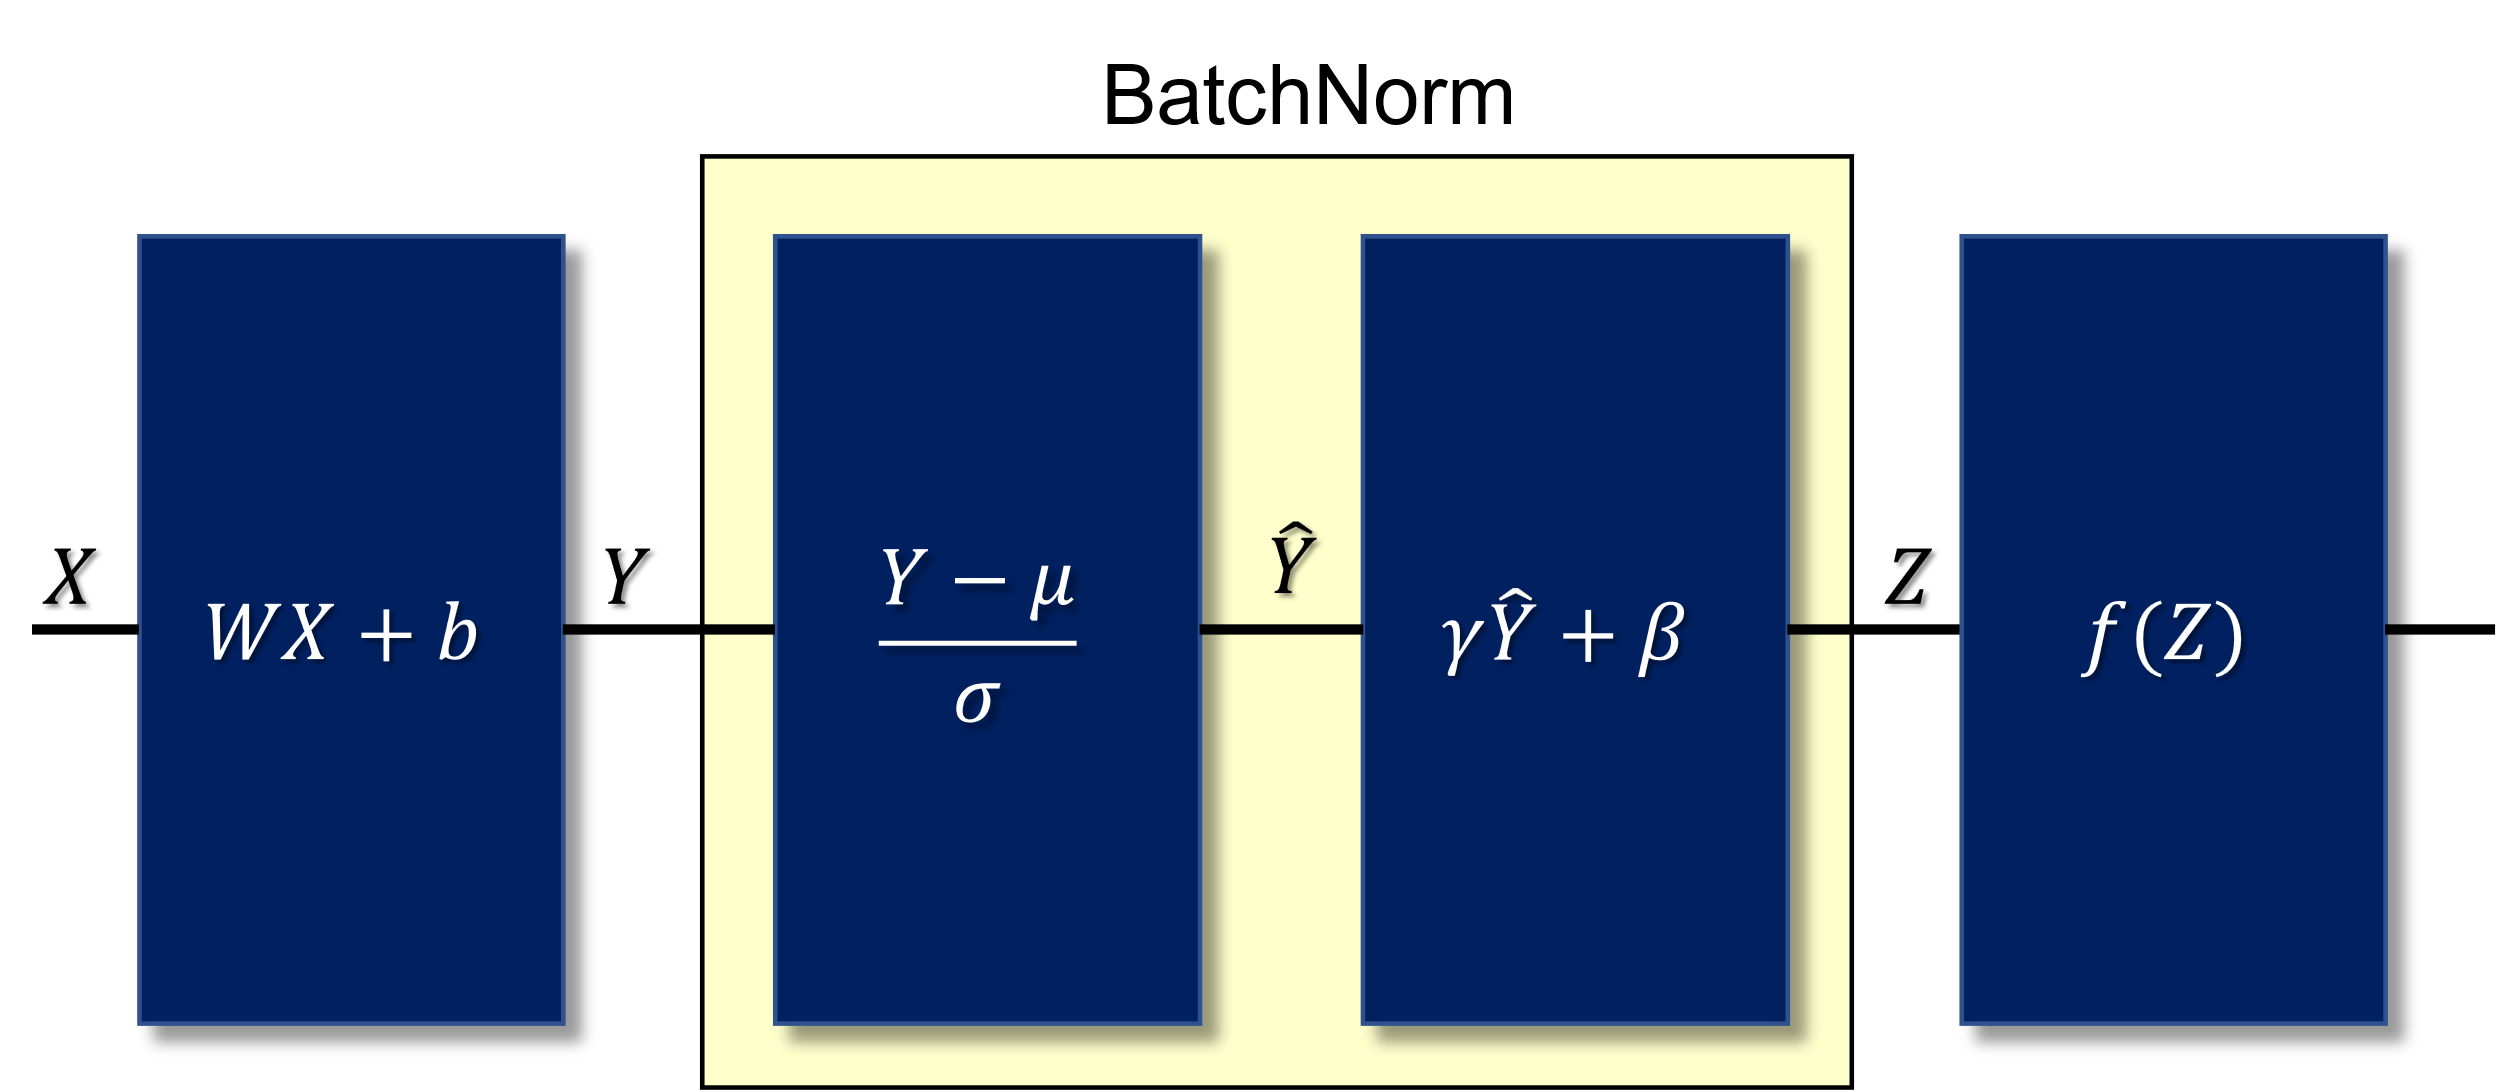 BatchNorm
X
WX + b
Y
Y − μ
σ
Ŷ
γŶ + β
Z
f(Z)